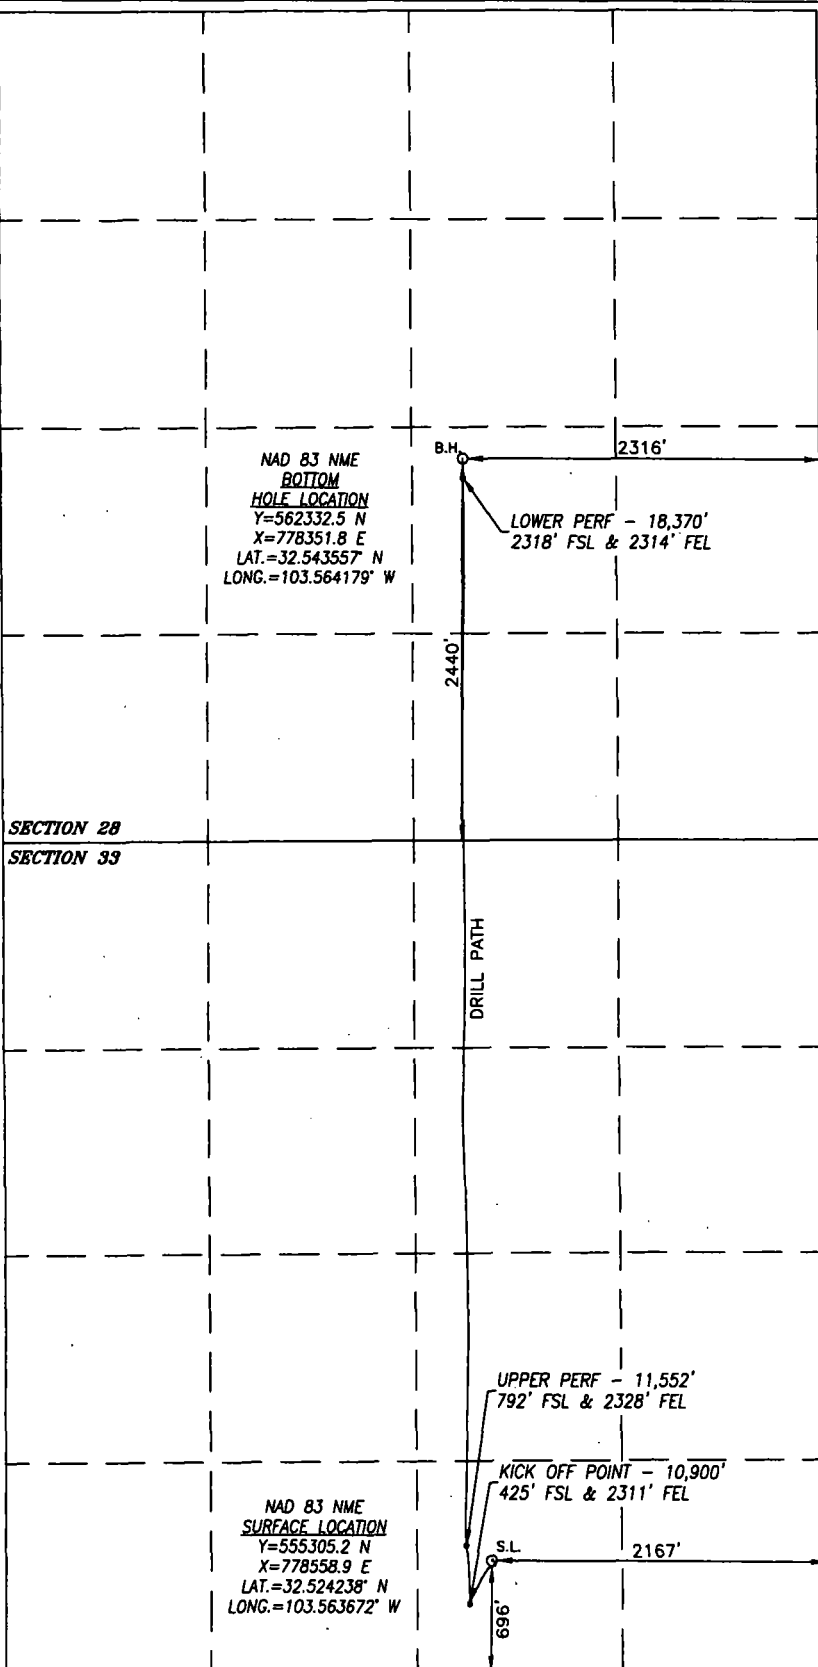 B.H.
2316'
NAD 83 NME
BOTTOM
HOLE LOCATION
Y=562332.5 N
X=778351.8 E
LAT.=32.543557° N
LONG.=103.564179° W
LOWER PERF - 18,370'
2318' FSL & 2314' FEL
2440'
SECTION 28
SECTION 33
DRILL PATH
UPPER PERF - 11,552'
792' FSL & 2328' FEL
KICK OFF POINT - 10,900'
425' FSL & 2311' FEL
NAD 83 NME
SURFACE LOCATION
Y=555305.2 N
X=778558.9 E
LAT.=32.524238° N
LONG.=103.563672° W
S.L.
2167'
696'